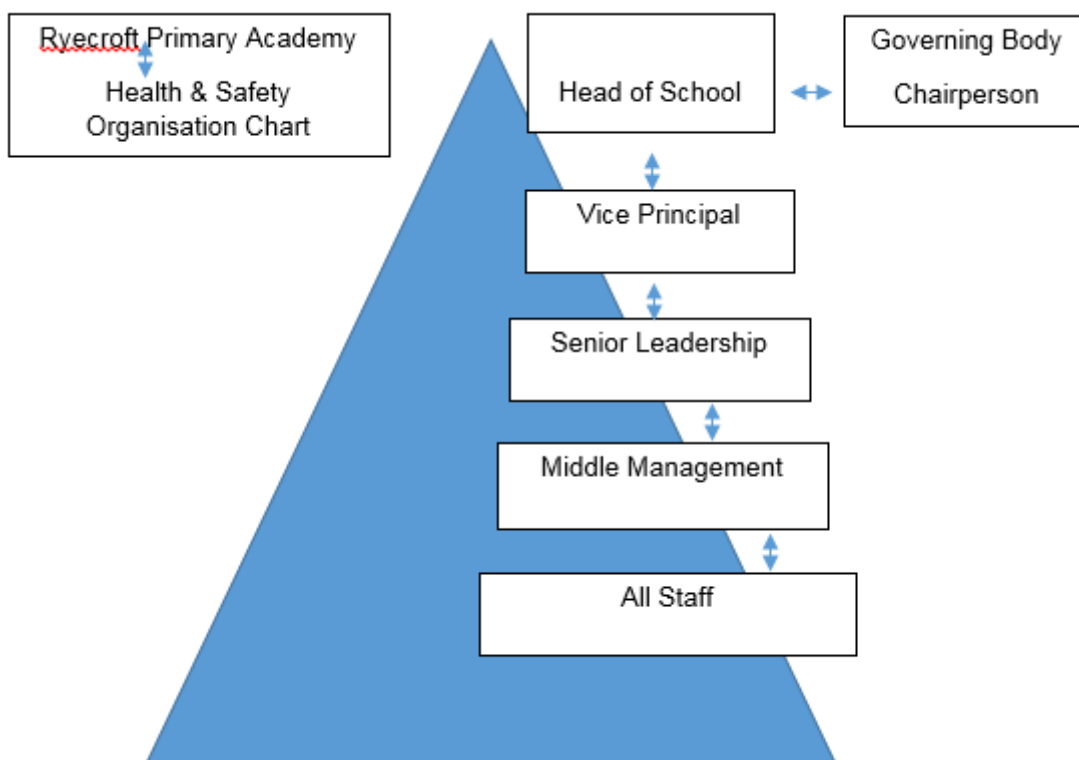 Ryecroft Primary Academy
Health & Safety
Organisation Chart
Head of School
Governing Body
Chairperson
Vice Principal
Senior Leadership
Middle Management
All Staff